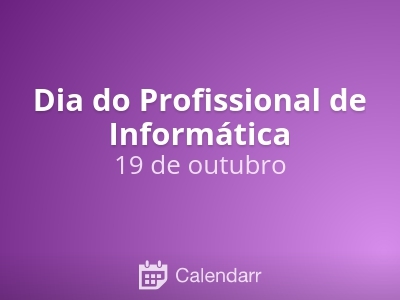 Dia do Profissional de
Informática
19 de outubro
Calendarr